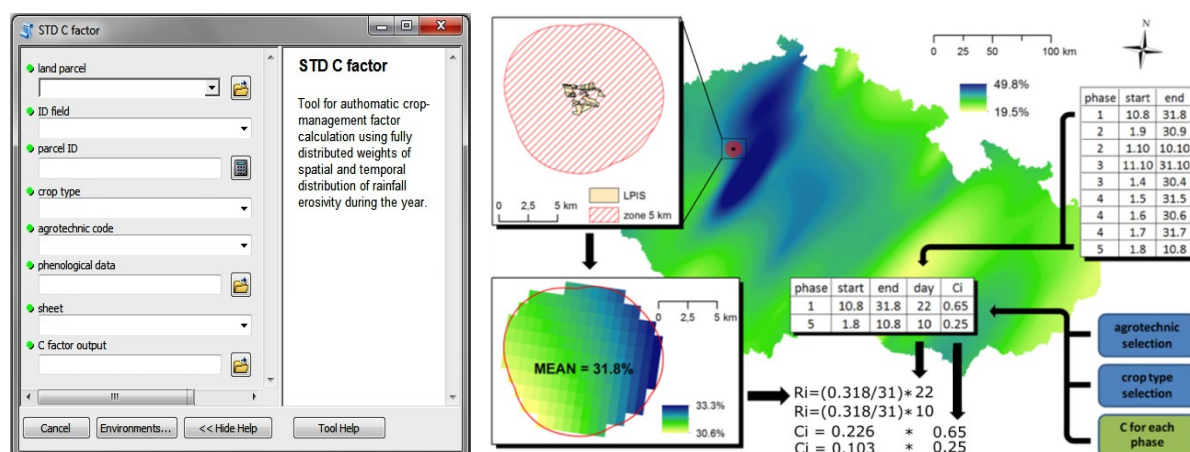 STD C factor
land parcel
ID field
parcel ID
crop type
agrotechnic code
phenological data
sheet
C factor output
Cancel
Environments...
<< Hide Help
Tool Help
STD C factor
Tool for authomatic crop-
management factor
calculation using fully
distributed weights of
spatial and temporal
distribution of rainfall
erosivity during the year.
0 2,5 5 km
LPIS
zone 5 km
0 25 50 100 km
N
49.8%
19.5%
phase start end
1 10.8 31.8
2 1.9 30.9
2 1.10 10.10
3 11.10 31.10
3 1.4 30.4
4 1.5 31.5
4 1.6 30.6
4 1.7 31.7
5 1.8 10.8
0 2,5 5 km
MEAN = 31.8%
33.3%
30.6%
phase start end day Ci
1 10.8 31.8 22 0.65
5 1.8 10.8 10 0.25
Ri=(0.318/31)*22
Ri=(0.318/31)*10
Ci = 0.226 * 0.65
Ci = 0.103 * 0.25
agrotechnic
selection
crop type
selection
C for each
phase